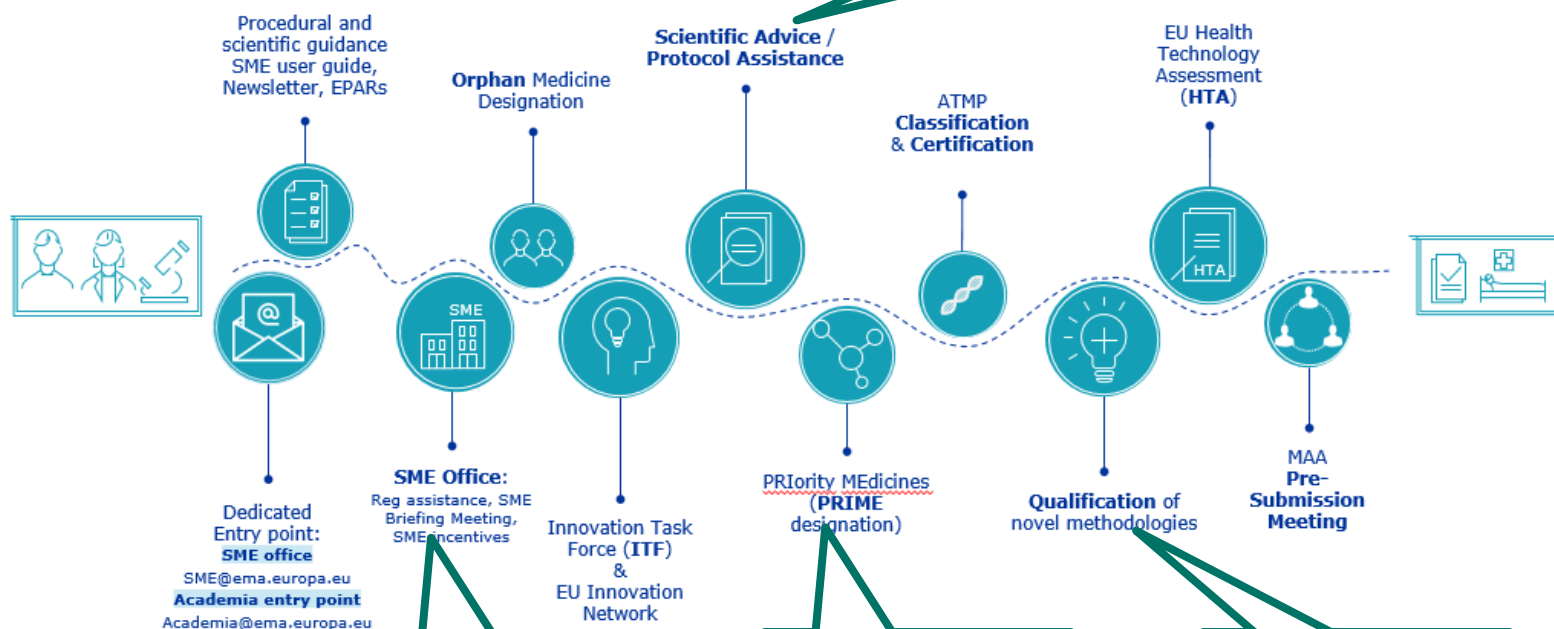 Procedural and
scientific guidance
SME user guide,
Newsletter, EPARs
Orphan Medicine
Designation
Scientific Advice /
Protocol Assistance
ATMP
Classification
& Certification
EU Health
Technology
Assessment
(HTA)
@
SME
HTA
Dedicated
Entry point:
SME office
SME@ema.europa.eu
Academia entry point
Academia@ema.europa.eu
SME Office:
Reg assistance, SME
Briefing Meeting,
SME incentives
Innovation Task
Force (ITF)
&
EU Innovation
Network
PRIority MEdicines
(PRIME
designation)
Qualification of
novel methodologies
MAA
Pre-
Submission
Meeting